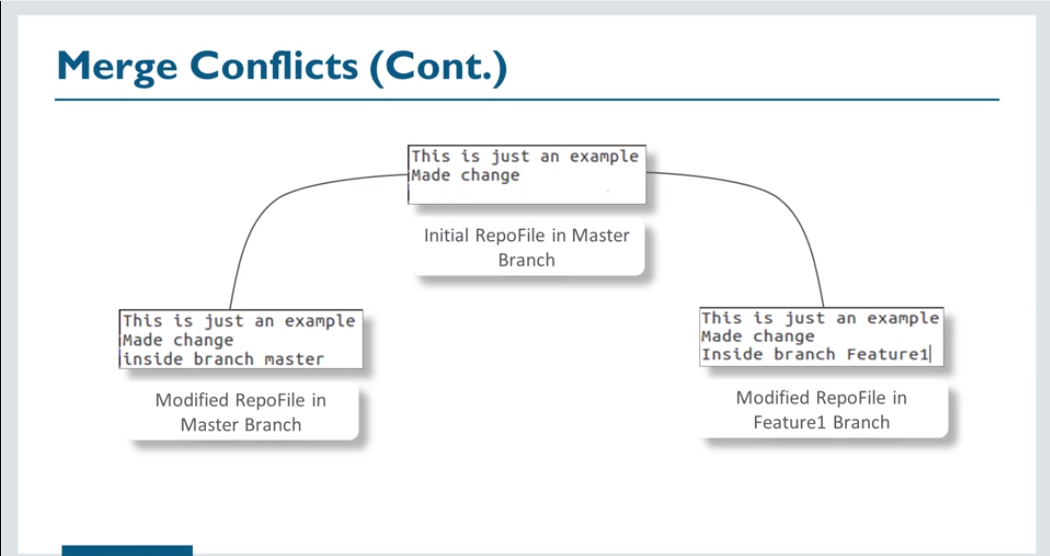 Merge Conflicts (Cont.)
This is just an example
Made change
Initial RepoFile in Master
Branch
This is just an example
Made change
inside branch master
Modified RepoFile in
Master Branch
This is just an example
Made change
Inside branch Feature1
Modified RepoFile in
Feature1 Branch